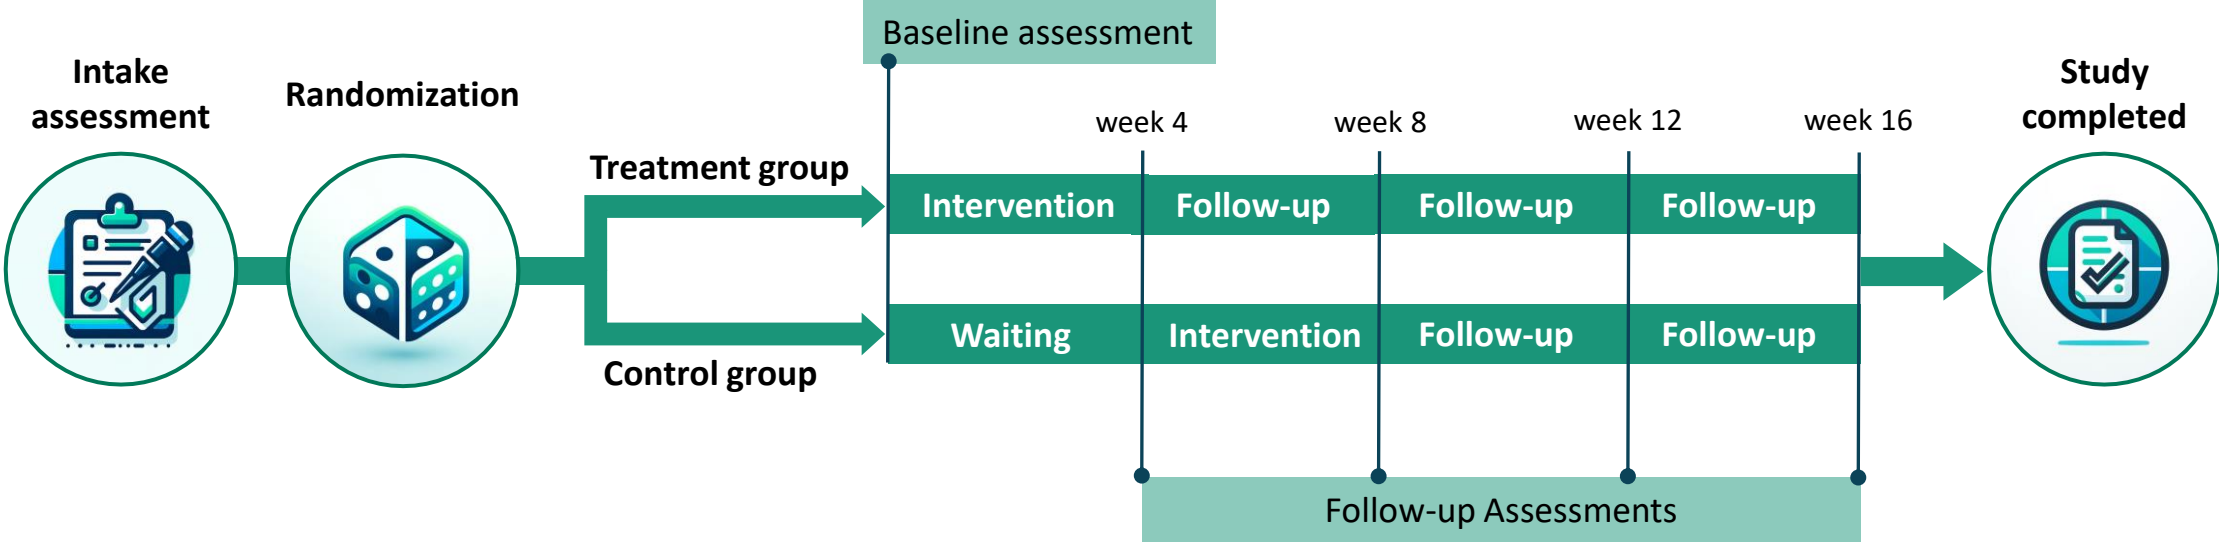 Intake
assessment
Randomization
Treatment group
Control group
Baseline assessment
week 4
week 8
week 12
week 16
Intervention
Follow-up
Follow-up
Follow-up
Waiting
Intervention
Follow-up
Follow-up
Follow-up Assessments
Study
completed